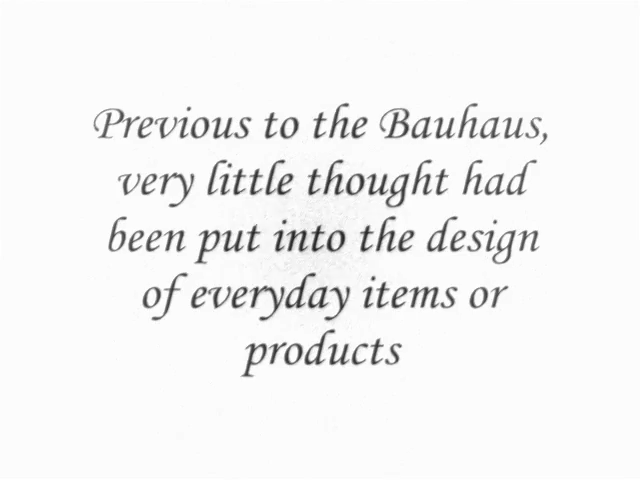 Previous to the Bauhaus,
very little thought had
been put into the design
of everyday items or
products